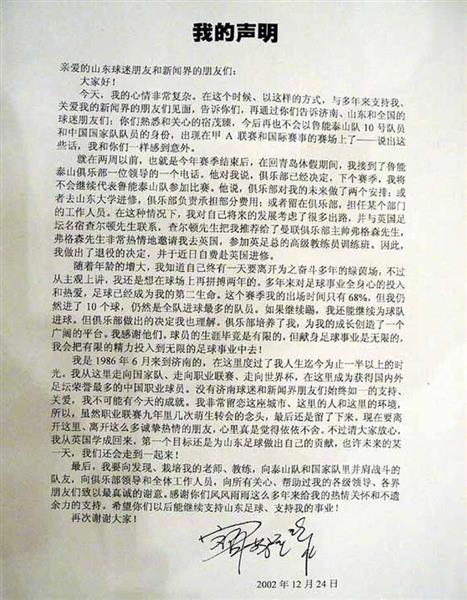 我的声明
亲爱的山东球迷朋友和新闻界的朋友们：
大家好！
今天，我的心情非常复杂。在这个时候、以这样的方式，与多年来支持我、
关爱我的新闻界的朋友们见面，告诉你们，再通过你们告诉济南、山东和全国的
球迷朋友们：你们熟悉和关心的宿茂臻，今后再也不会以鲁能泰山队 10 号队员
和中国国家队队员的身份，出现在甲 A 联赛和国际赛事的赛场上了——说出这
些话，我和你们一样感到意外。
就在两周以前，也就是今年赛季结束后，在回青岛休假期间，我接到了鲁能
泰山俱乐部一位领导的一个电话。他对我说，俱乐部已经决定，下个赛季，我将
不会继续代表鲁能泰山队参加比赛。他说，俱乐部对我的未来做了两个安排；或
者去山东大学进修，俱乐部负责承担部分费用；或者留在俱乐部，担任某个部门
的工作人员。在这种情况下，我对自己将来的发展考虑了很多出路，并与英国足
坛名宿查尔顿先生联系，查尔顿先生把我推荐给了曼联俱乐部主帅弗格森先生，
弗格森先生非常热情地邀请我去英国，参加英足总的高级教练员训练班。因此，
我做出了退役的决定，并于近日自费赴英国进修。
随着年龄的增大，我知道自己终有一天要离开为之奋斗多年的绿茵场，不过
从主观上讲，我还是想在球场上再拼搏两年的。多年来对足球事业全身心的投入
和热爱，足球已经成为我的第二生命。这个赛季我的出场时间只有 68%，但我仍
然进了 10 个球，仍然是全队进球最多的队员。如果继续踢，我还能继续为球队
进球。但俱乐部做出的决定我也理解。俱乐部培养了我，为我的成长创造了一个
广阔的平台。我感谢他们。球员的生涯毕竟是有限的，但献身足球事业是无限的，
我会把有限的精力投入到无限的足球事业中去！
我是 1986 年 6 月来到济南的，在这里度过了我人生迄今为止一半以上的时
光。我从这里走向国家队、走向职业联赛、走向世界杯，在这里成为获得国内外
足坛荣誉最多的中国职业球员。没有济南球迷和新闻界朋友们始终如一的支持、
关爱，我不可能有今天的成就。我非常留恋这座城市、这里的人和这里的环境，
所以，虽然职业联赛九年里几次萌生转会的念头，最后还是留了下来。现在要离
开这里、离开这么多诚挚热情的朋友，心里真是觉得依依不舍。不过请大家放心，
我从英国学成回来，第一个目标还是为山东足球做出自己的贡献，也许未来的某
一天，我们还会走到一起来！
最后，我要向发现、栽培我的老师、教练，向泰山队和国家队里并肩战斗的
队友，向俱乐部领导和全体工作人员，向所有关心、帮助过我的各级领导、各界
朋友们致以最真诚的谢意。感谢你们风风雨雨这么多年来给我的热情关怀和不遗
余力的支持。希望你们以后能继续支持山东足球、支持我的事业！
再次谢谢大家！
2002 年 12 月 24 日